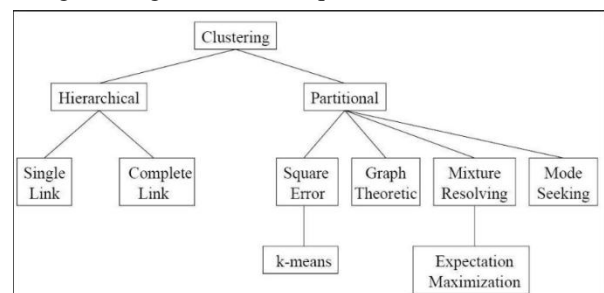 Clustering
Hierarchical
Partitional
Single
Link
Complete
Link
Square
Error
Graph
Theoretic
Mixture
Resolving
Mode
Seeking
k-means
Expectation
Maximization